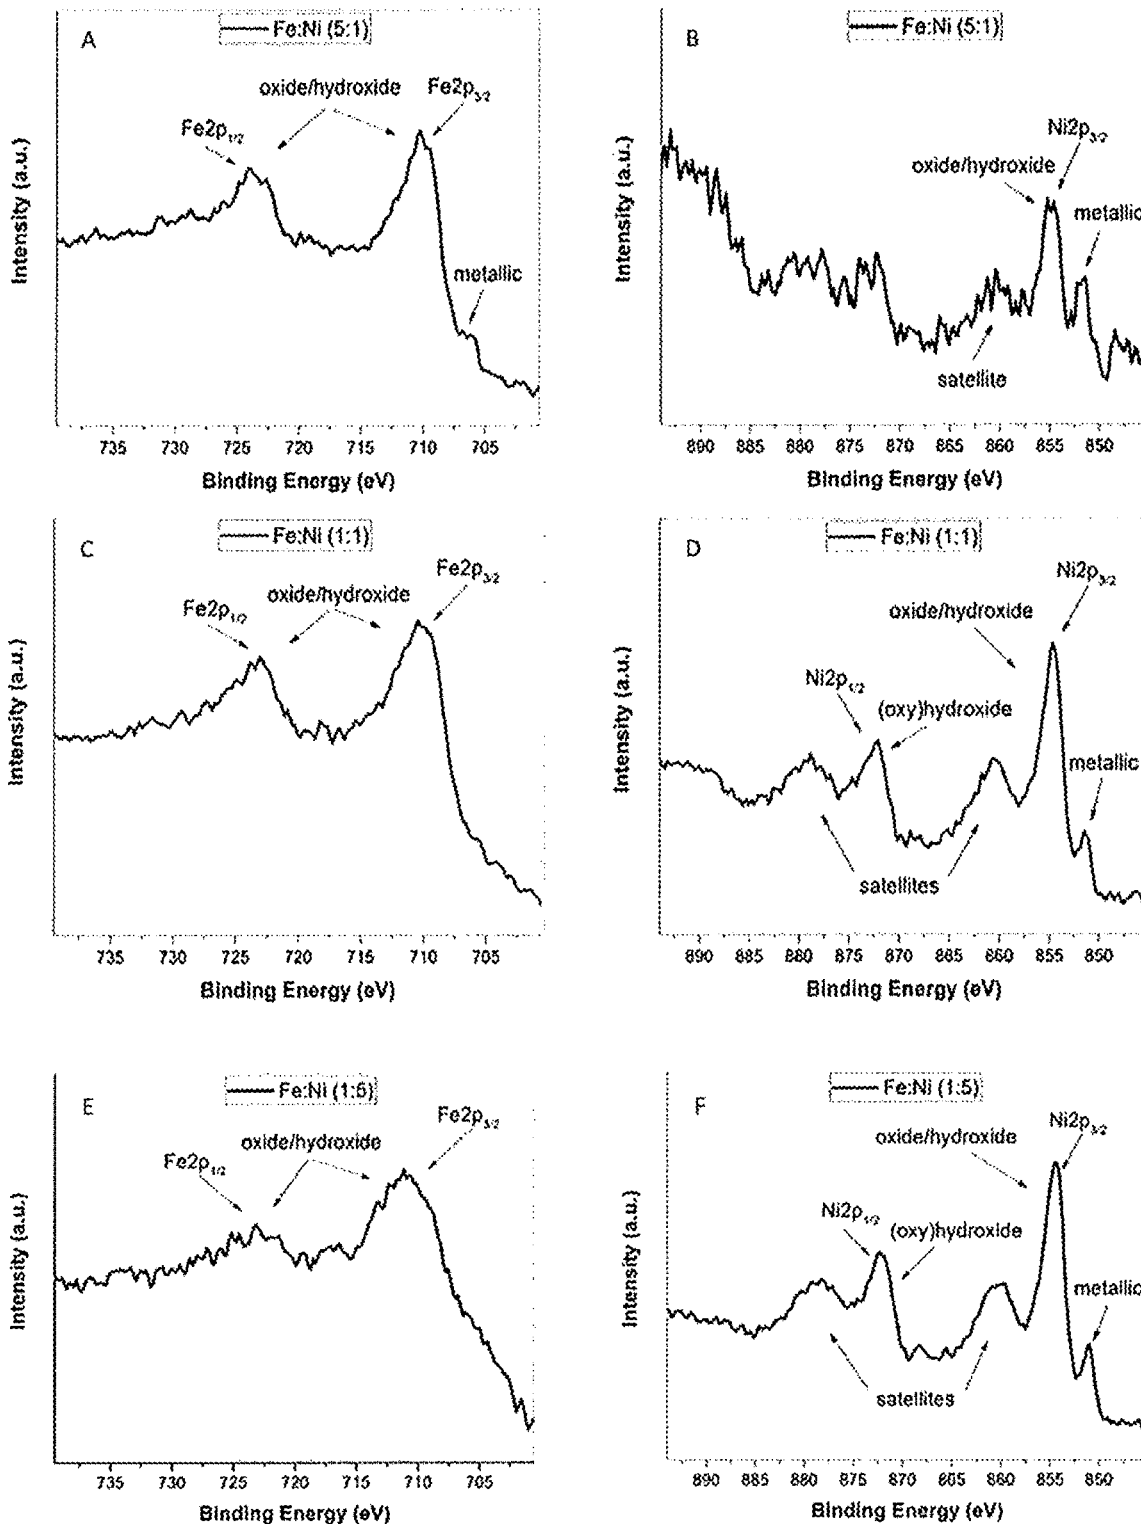 A
Fe:Ni (5:1)
oxide/hydroxide
Fe2p3/2
Fe2p1/2
metallic
Intensity (a.u.)
735 730 725 720 715 710 705
Binding Energy (eV)
B
Fe:Ni (5:1)
Ni2p3/2
oxide/hydroxide
metallic
satellite
Intensity (a.u.)
890 885 880 875 870 865 860 855 850
Binding Energy (eV)
C
Fe:Ni (1:1)
Fe2p3/2
oxide/hydroxide
Fe2p1/2
Intensity (a.u.)
735 730 725 720 715 710 705
Binding Energy (eV)
D
Fe:Ni (1:1)
Ni2p3/2
oxide/hydroxide
Ni2p1/2
(oxy)hydroxide
metallic
satellites
Intensity (a.u.)
890 885 880 875 870 865 860 855 850
Binding Energy (eV)
E
Fe:Ni (1:5)
Fe2p3/2
oxide/hydroxide
Fe2p1/2
Intensity (a.u.)
735 730 725 720 715 710 705
Binding Energy (eV)
F
Fe:Ni (1:5)
Ni2p3/2
oxide/hydroxide
Ni2p1/2
(oxy)hydroxide
metallic
satellites
Intensity (a.u.)
890 885 880 875 870 865 860 855 850
Binding Energy (eV)